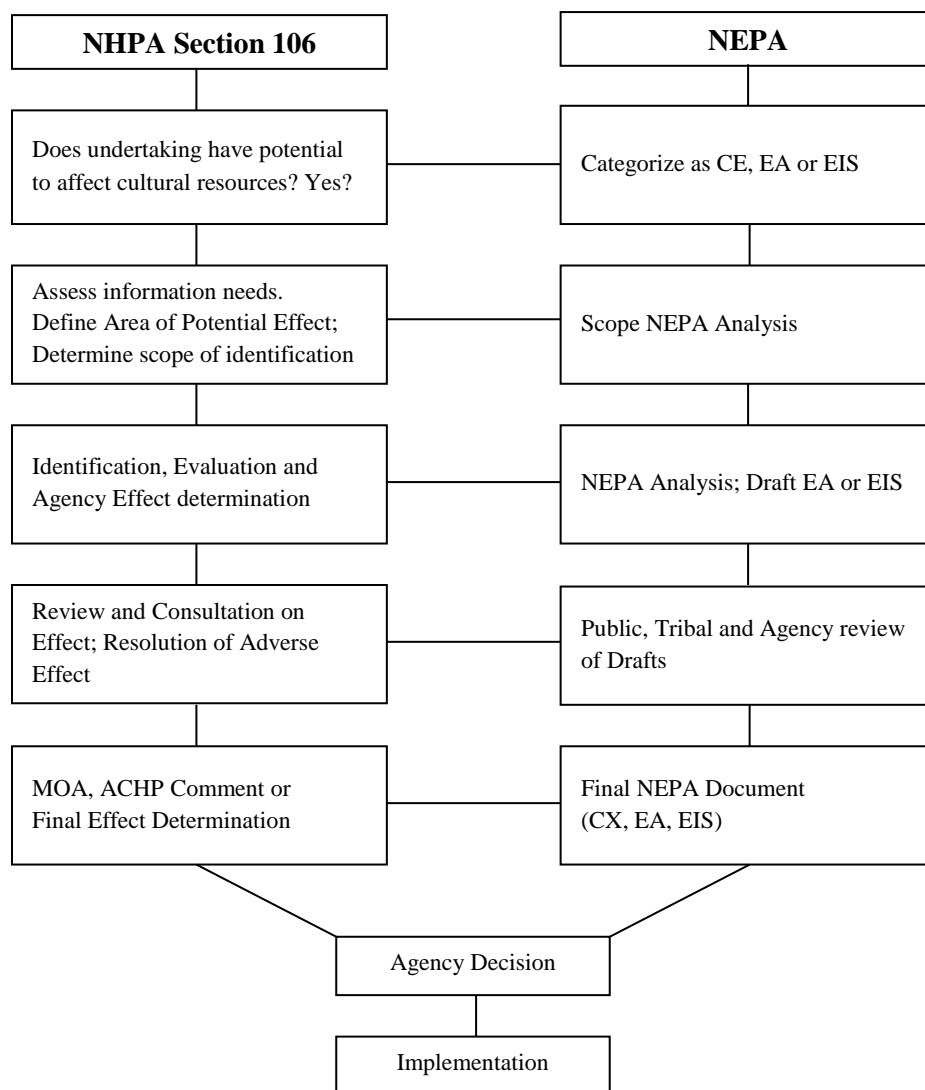 NHPA Section 106
NEPA
Does undertaking have potential
to affect cultural resources? Yes?
Categorize as CE, EA or EIS
Assess information needs.
Define Area of Potential Effect;
Determine scope of identification
Scope NEPA Analysis
Identification, Evaluation and
Agency Effect determination
NEPA Analysis; Draft EA or EIS
Review and Consultation on
Effect; Resolution of Adverse
Effect
Public, Tribal and Agency review
of Drafts
MOA, ACHP Comment or
Final Effect Determination
Final NEPA Document
(CX, EA, EIS)
Agency Decision
Implementation